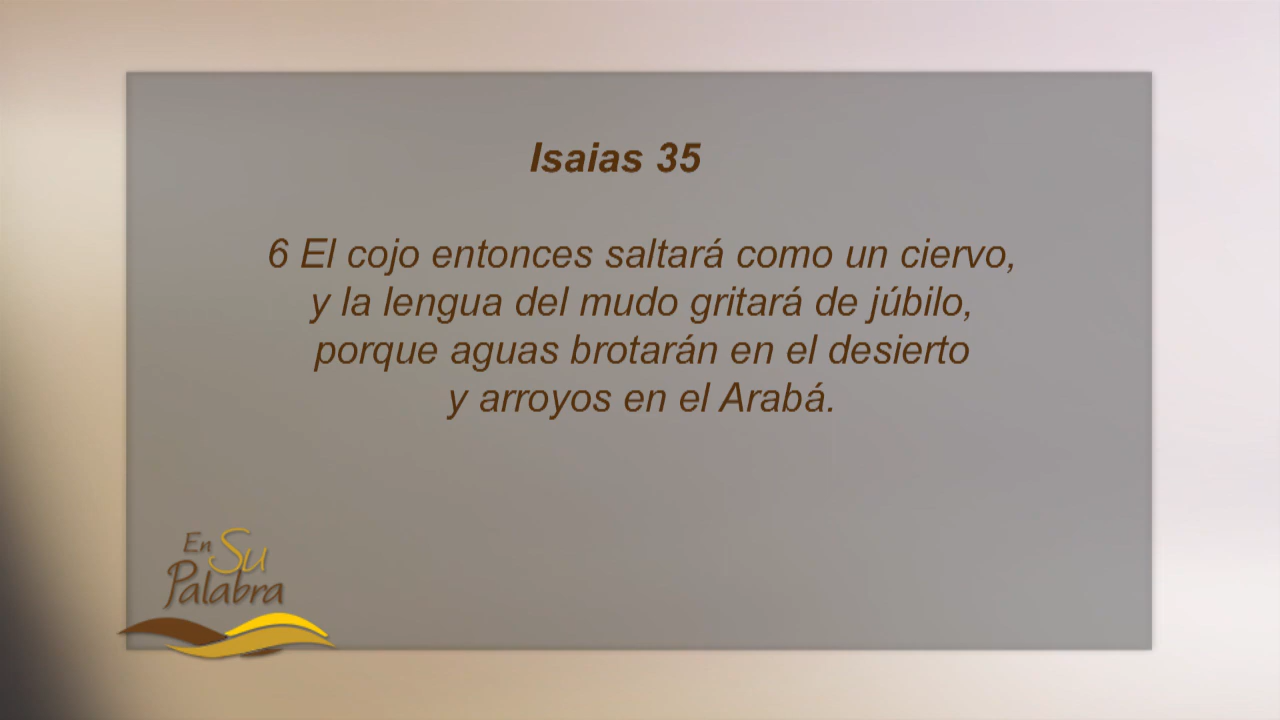 Isaias 35
6 El cojo entonces saltará como un ciervo,
y la lengua del mudo gritará de júbilo,
porque aguas brotarán en el desierto
y arroyos en el Arabá.
En Su
Palabra